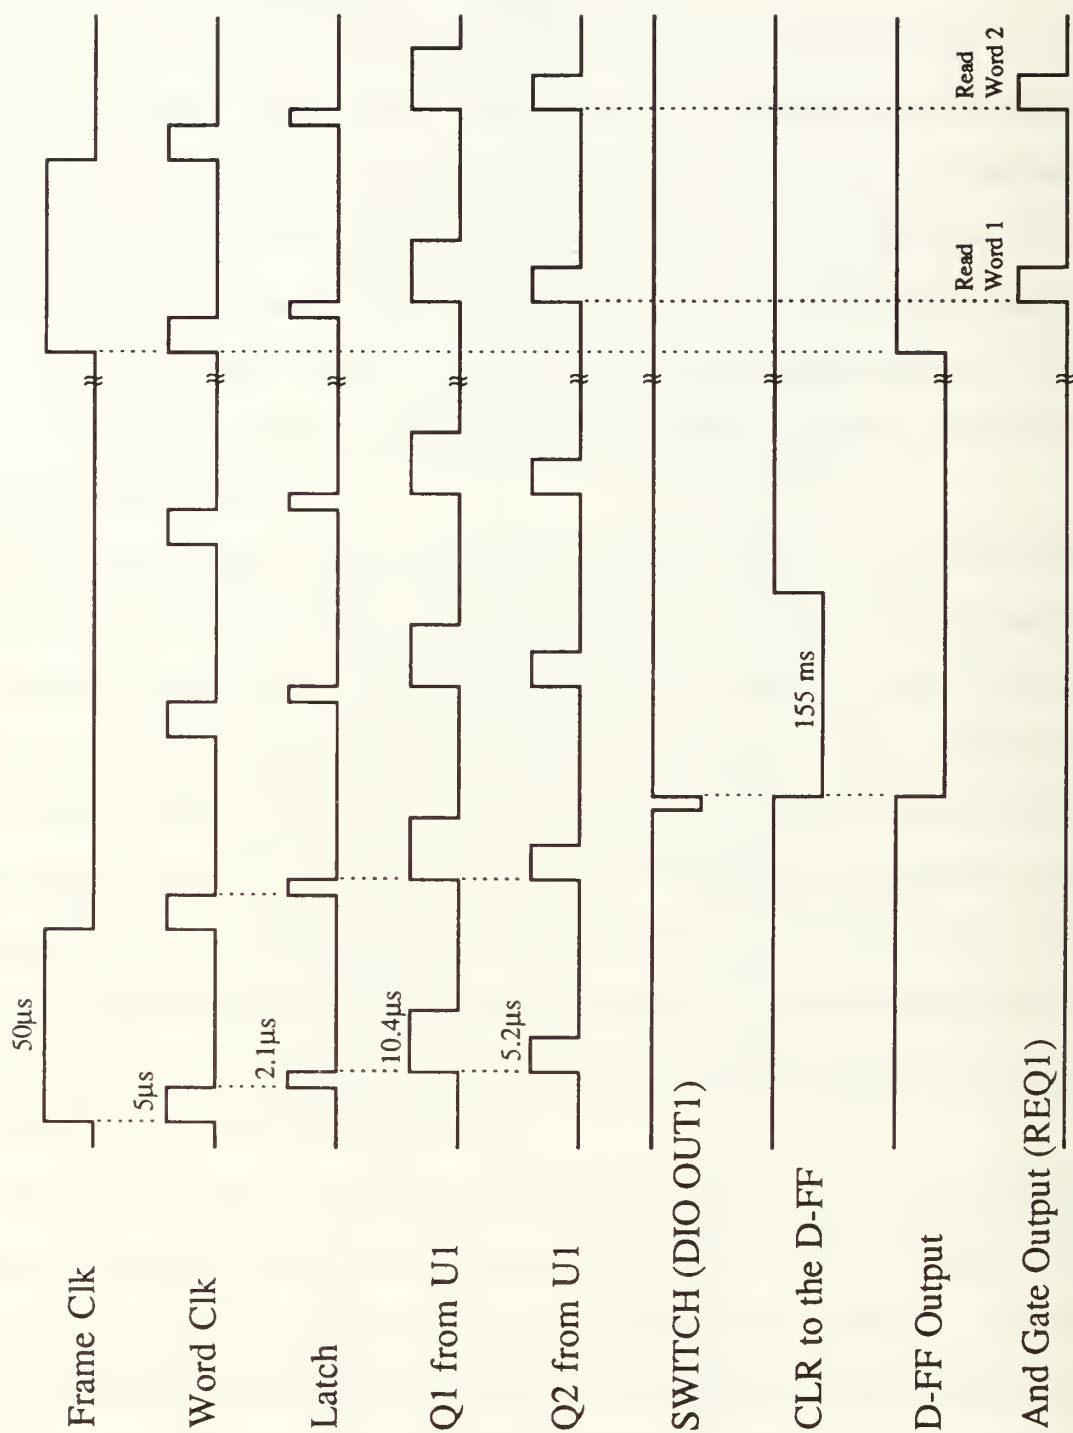 Frame Clk
50µs
Word Clk
5µs
Latch
2.1µs
Q1 from U1
10.4µs
Q2 from U1
5.2µs
SWITCH (DIO OUT1)
CLR to the D-FF
155 ms
D-FF Output
And Gate Output (REQ1)
Read
Word 1
Read
Word 2